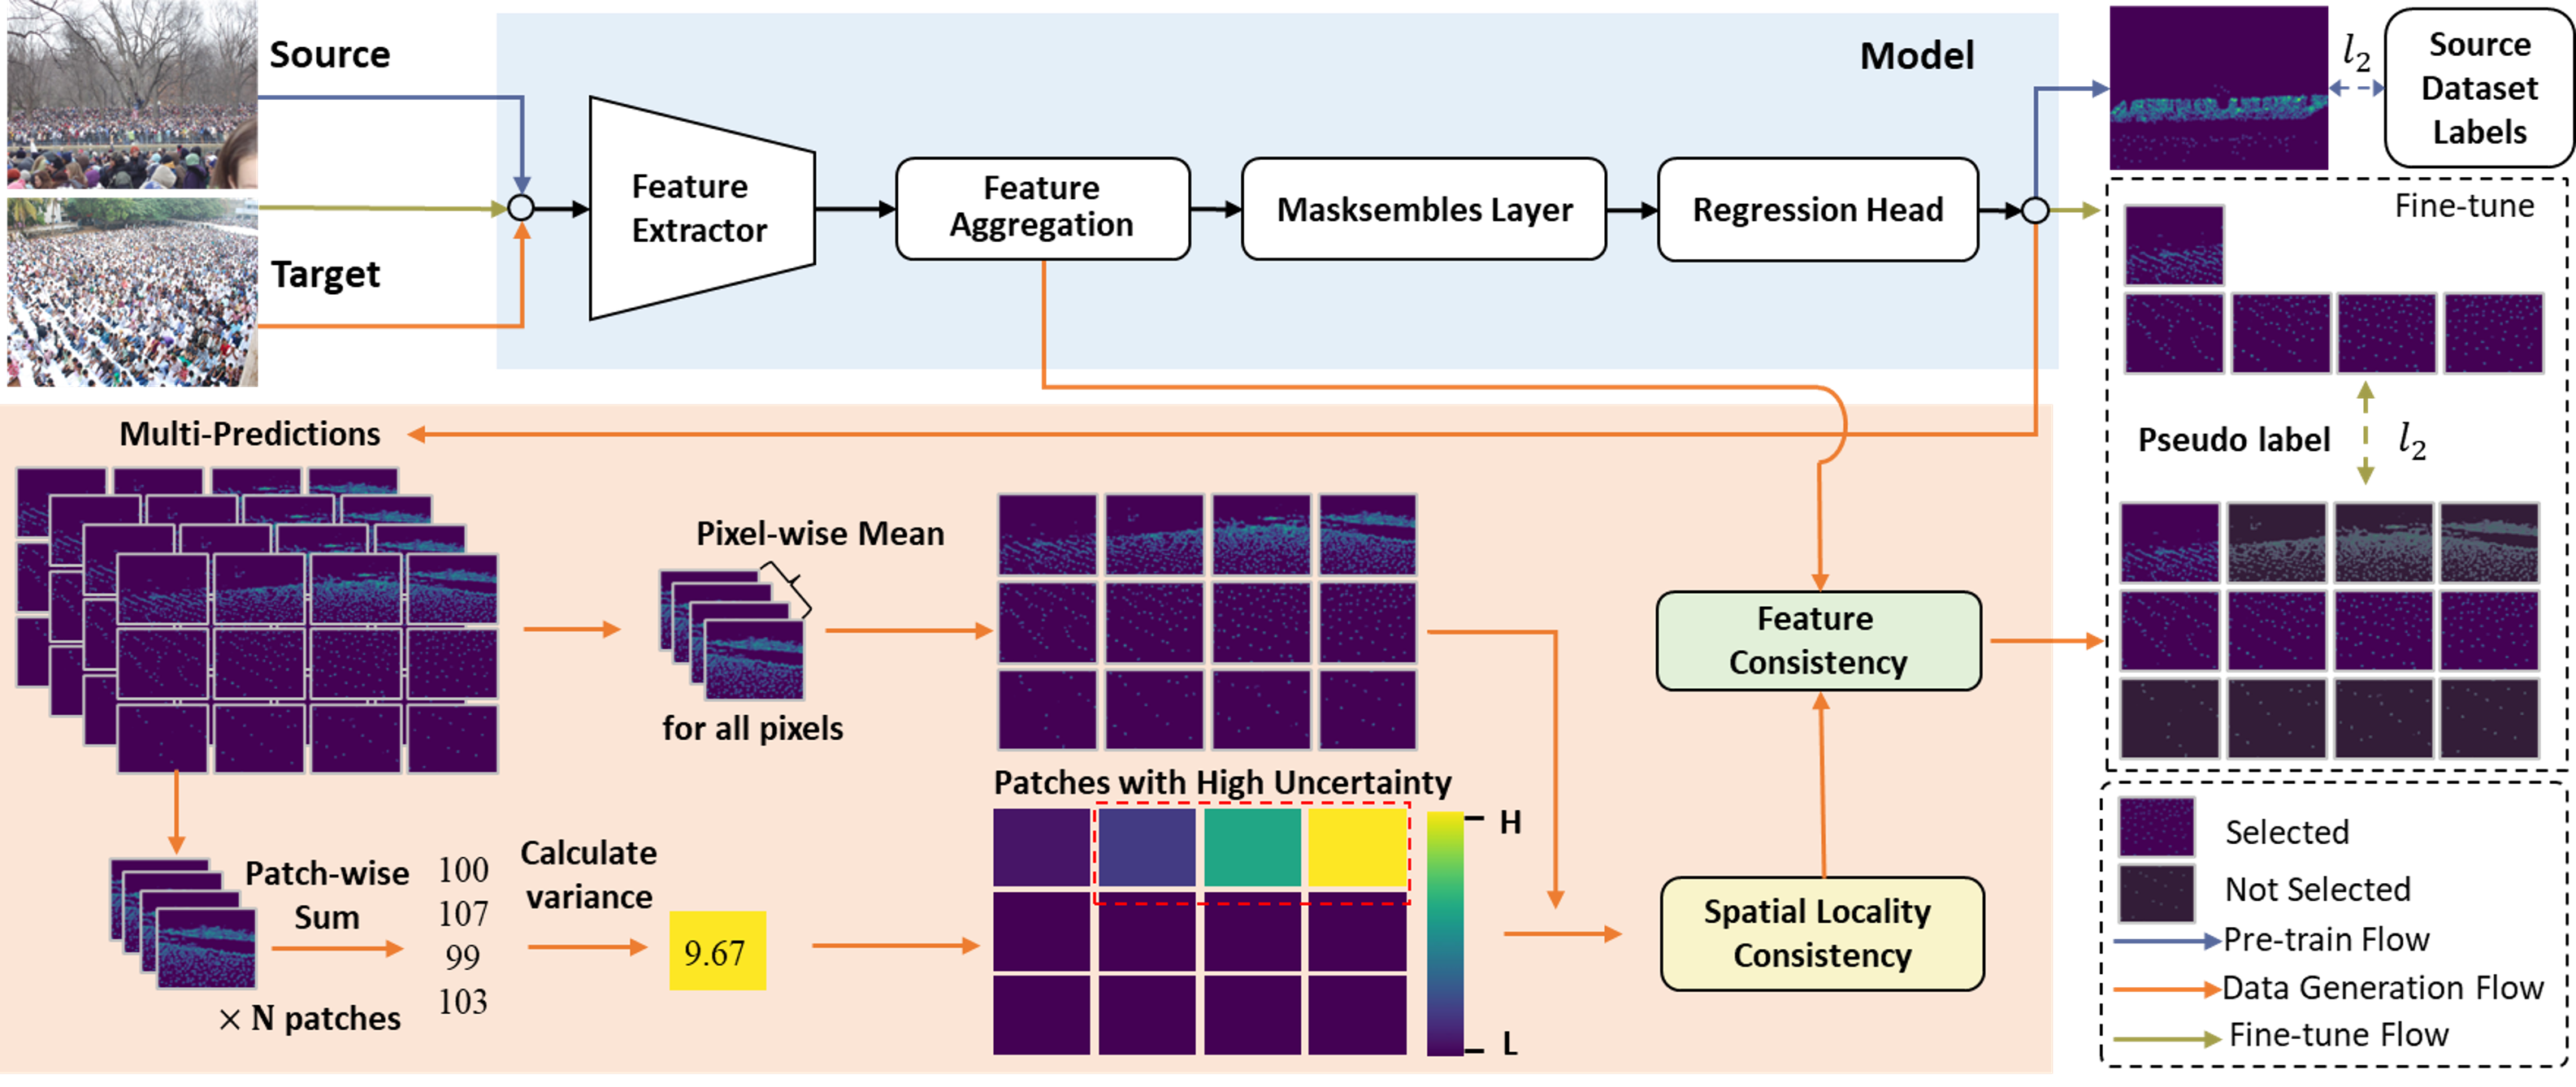 Source
Target
Model
Feature
Extractor
Feature
Aggregation
Masksembles Layer
Regression Head
l₂
Source
Dataset
Labels
Fine-tune
Pseudo label
l₂
Multi-Predictions
Pixel-wise Mean
for all pixels
Patch-wise
Sum
× N patches
100
107
99
103
Calculate
variance
9.67
Patches with High Uncertainty
H
L
Feature
Consistency
Spatial Locality
Consistency
Selected
Not Selected
Pre-train Flow
Data Generation Flow
Fine-tune Flow